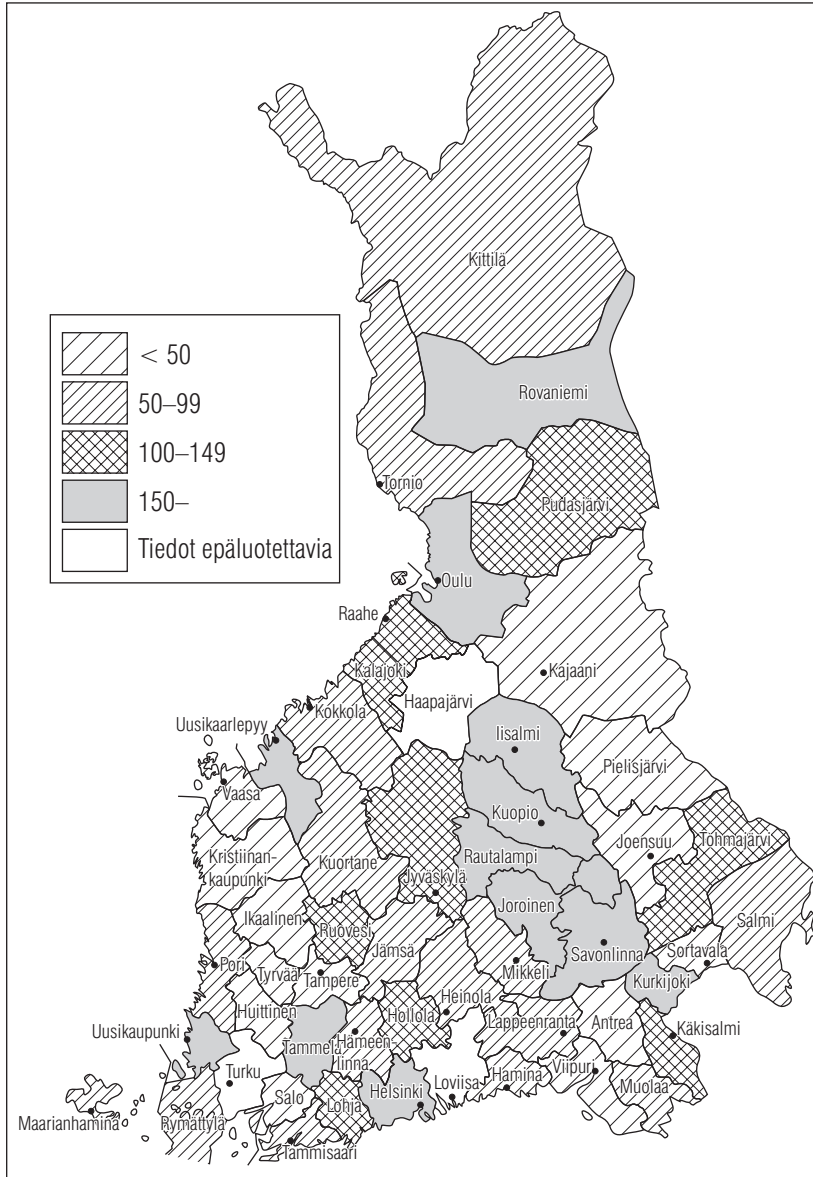 Kittilä
< 50
50–99
100–149
150–
Tiedot epäluotettavia
Rovaniemi
Tornio
Pudasjärvi
Oulu
Raahe
Kalajoki
Haapajärvi
Kajaani
Kokkola
Uusikaarlepyy
Iisalmi
Vaasa
Pielisjärvi
Kuopio
Kristiinan-
kaupunki
Kuortane
Rautalampi
Joensuu
Tohmajärvi
Jyväskylä
Joroinen
Ikaalinen
Ruovesi
Jämsä
Salmi
Savonlinna
Sortavala
Pori
Tyrvää
Tampere
Mikkeli
Kurkijoki
Huittinen
Heinola
Hollola
Lappeenranta
Antrea
Käkisalmi
Uusikaupunki
Tammela
Hämeen-
linna
Turku
Salo
Lohja
Helsinki
Loviisa
Hamina
Viipuri
Muolaa
Maarianhamina
Rymättylä
Tammisaari